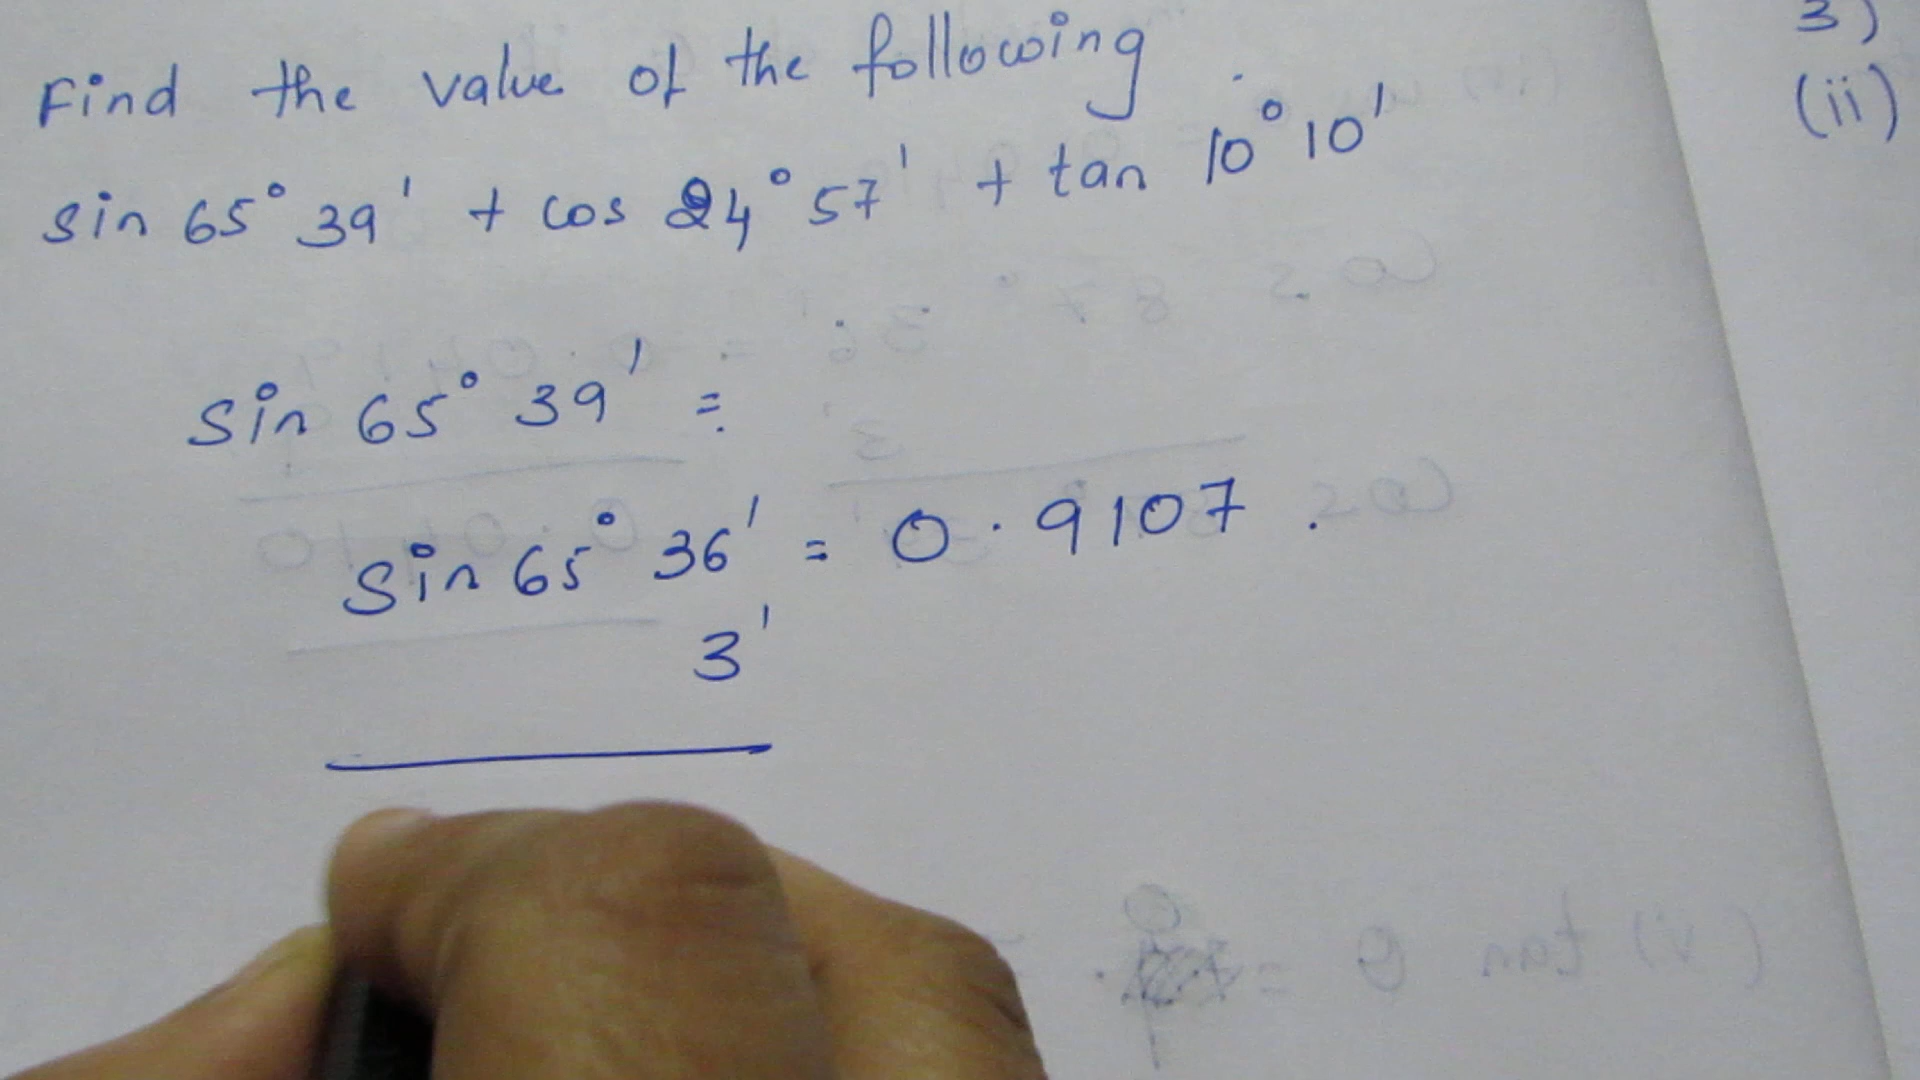 Find the value of the following
sin 65° 39' + cos 24° 57' + tan 10° 10'
sin 65° 39' =
sin 65° 36' = 0.9107
3'
3)
(ii)